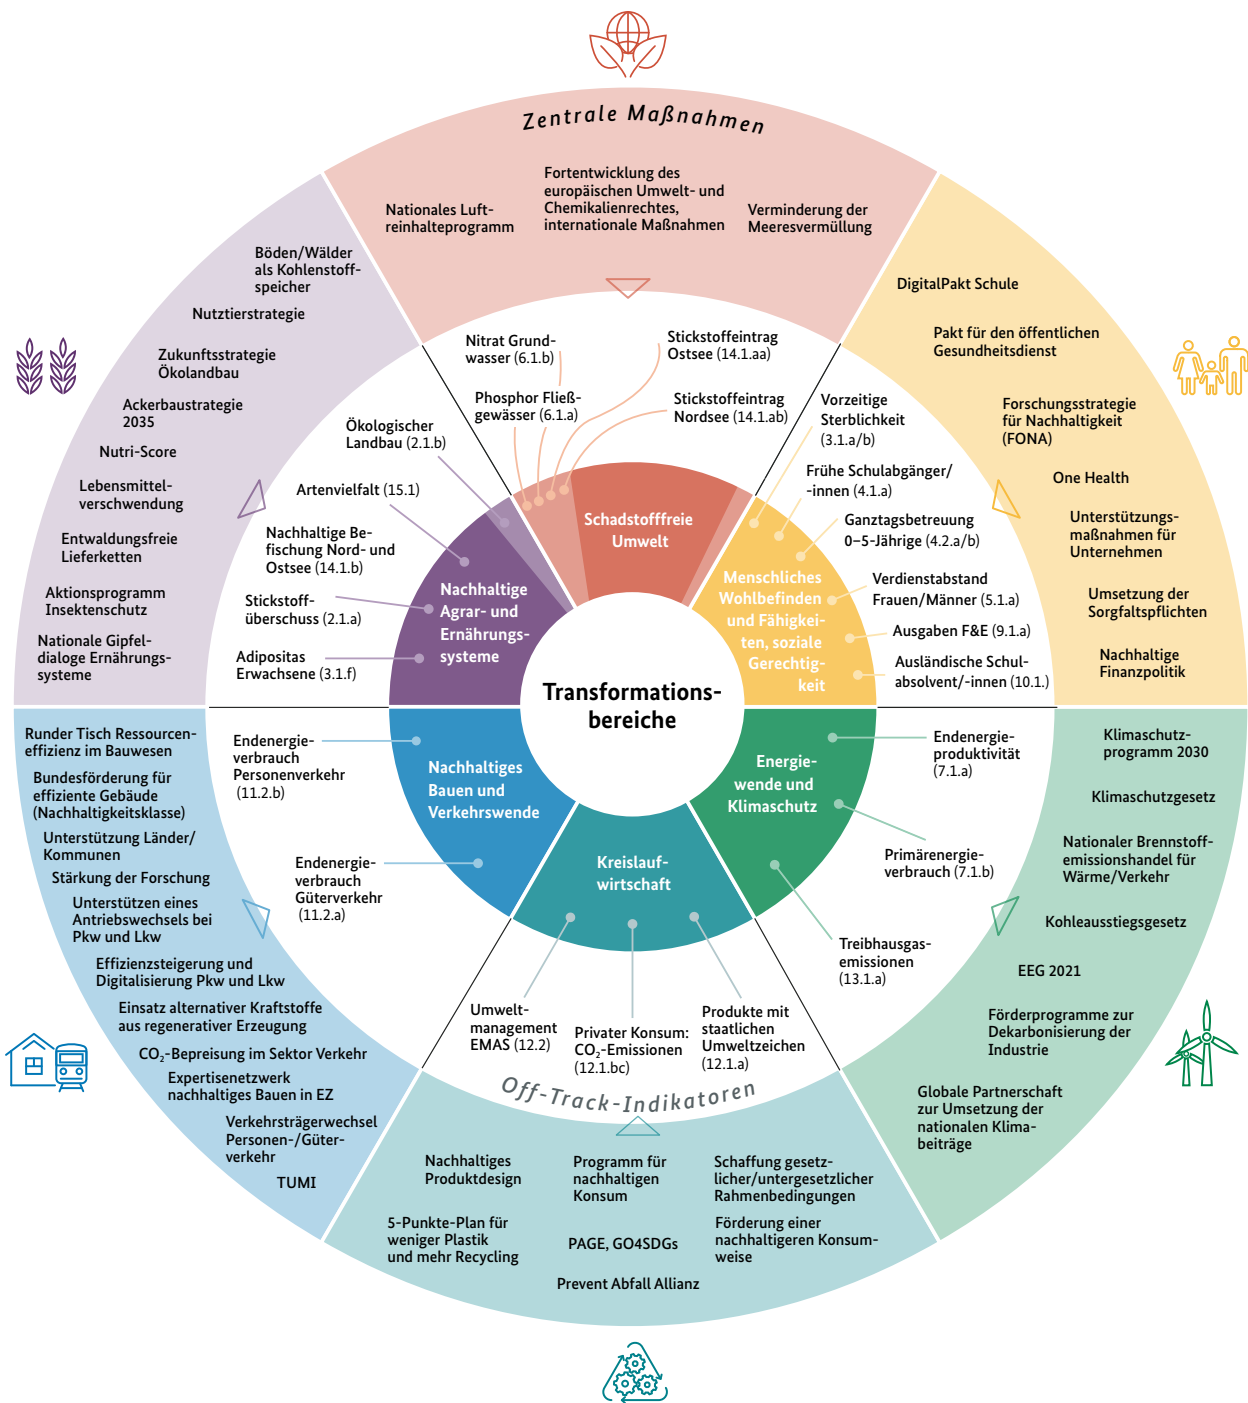 Zentrale Maßnahmen
Nationales Luft-
reinhalteprogramm
Fortentwicklung des
europäischen Umwelt- und
Chemikalienrechtes,
internationale Maßnahmen
Verminderung der
Meeresvermüllung
DigitalPakt Schule
Pakt für den öffentlichen
Gesundheitsdienst
Forschungsstrategie
für Nachhaltigkeit
(FONA)
One Health
Unterstützungs-
maßnahmen für
Unternehmen
Umsetzung der
Sorgfaltspflichten
Nachhaltige
Finanzpolitik
Klimaschutz-
programm 2030
Klimaschutzgesetz
Nationaler Brennstoff-
emissionshandel für
Wärme/Verkehr
Kohleausstiegsgesetz
EEG 2021
Förderprogramme zur
Dekarbonisierung der
Industrie
Globale Partnerschaft
zur Umsetzung der
nationalen Klima-
beiträge
Schaffung gesetz-
licher/untergesetzlicher
Rahmenbedingungen
Förderung einer
nachhaltigeren Konsum-
weise
Programm für
nachhaltigen
Konsum
PAGE, GO4SDGs
Prevent Abfall Allianz
Nachhaltiges
Produktdesign
5-Punkte-Plan für
weniger Plastik
und mehr Recycling
Runder Tisch Ressourcen-
effizienz im Bauwesen
Bundesförderung für
effiziente Gebäude
(Nachhaltigkeitsklasse)
Unterstützung Länder/
Kommunen
Stärkung der Forschung
Unterstützen eines
Antriebswechsels bei
Pkw und Lkw
Effizienzsteigerung und
Digitalisierung Pkw und Lkw
Einsatz alternativer Kraftstoffe
aus regenerativer Erzeugung
CO₂-Bepreisung im Sektor Verkehr
Expertisenetzwerk
nachhaltiges Bauen in EZ
Verkehrsträgerwechsel
Personen-/Güter-
verkehr
TUMI
Böden/Wälder
als Kohlenstoff-
speicher
Nutztierstrategie
Zukunftsstrategie
Ökolandbau
Ackerbaustrategie
2035
Nutri-Score
Lebensmittel-
verschwendung
Entwaldungsfreie
Lieferketten
Aktionsprogramm
Insektenschutz
Nationale Gipfel-
dialoge Ernährungs-
systeme
Nitrat Grund-
wasser (6.1.b)
Phosphor Fließ-
gewässer (6.1.a)
Stickstoffeintrag
Ostsee (14.1.aa)
Stickstoffeintrag
Nordsee (14.1.ab)
Vorzeitige
Sterblichkeit
(3.1.a/b)
Frühe Schulabgänger/
-innen (4.1.a)
Ganztagsbetreuung
0–5-Jährige (4.2.a/b)
Verdienstabstand
Frauen/Männer (5.1.a)
Ausgaben F&E (9.1.a)
Ausländische Schul-
absolvent/-innen (10.1.)
Endenergie-
produktivität
(7.1.a)
Primärenergie-
verbrauch (7.1.b)
Treibhausgas-
emissionen
(13.1.a)
Produkte mit
staatlichen
Umweltzeichen
(12.1.a)
Privater Konsum:
CO₂-Emissionen
(12.1.bc)
Umwelt-
management
EMAS (12.2)
Off-Track-Indikatoren
Endenergie-
verbrauch
Güterverkehr
(11.2.a)
Endenergie-
verbrauch
Personenverkehr
(11.2.b)
Ökologischer
Landbau (2.1.b)
Artenvielfalt (15.1)
Nachhaltige Be-
fischung Nord- und
Ostsee (14.1.b)
Stickstoff-
überschuss (2.1.a)
Adipositas
Erwachsene (3.1.f)
Schadstofffreie
Umwelt
Menschliches
Wohlbefinden
und Fähigkei-
ten, soziale
Gerechtig-
keit
Energie-
wende und
Klimaschutz
Kreislauf-
wirtschaft
Nachhaltiges
Bauen und
Verkehrswende
Nachhaltige
Agrar- und
Ernährungs-
systeme
Transformations-
bereiche